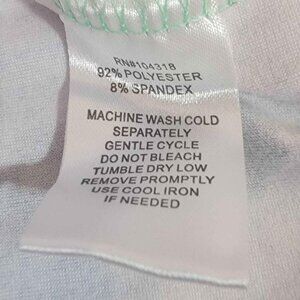 RN#104318
92% POLYESTER
8% SPANDEX
MACHINE WASH COLD
SEPARATELY
GENTLE CYCLE
DO NOT BLEACH
TUMBLE DRY LOW
REMOVE PROMPTLY
USE COOL IRON
IF NEEDED